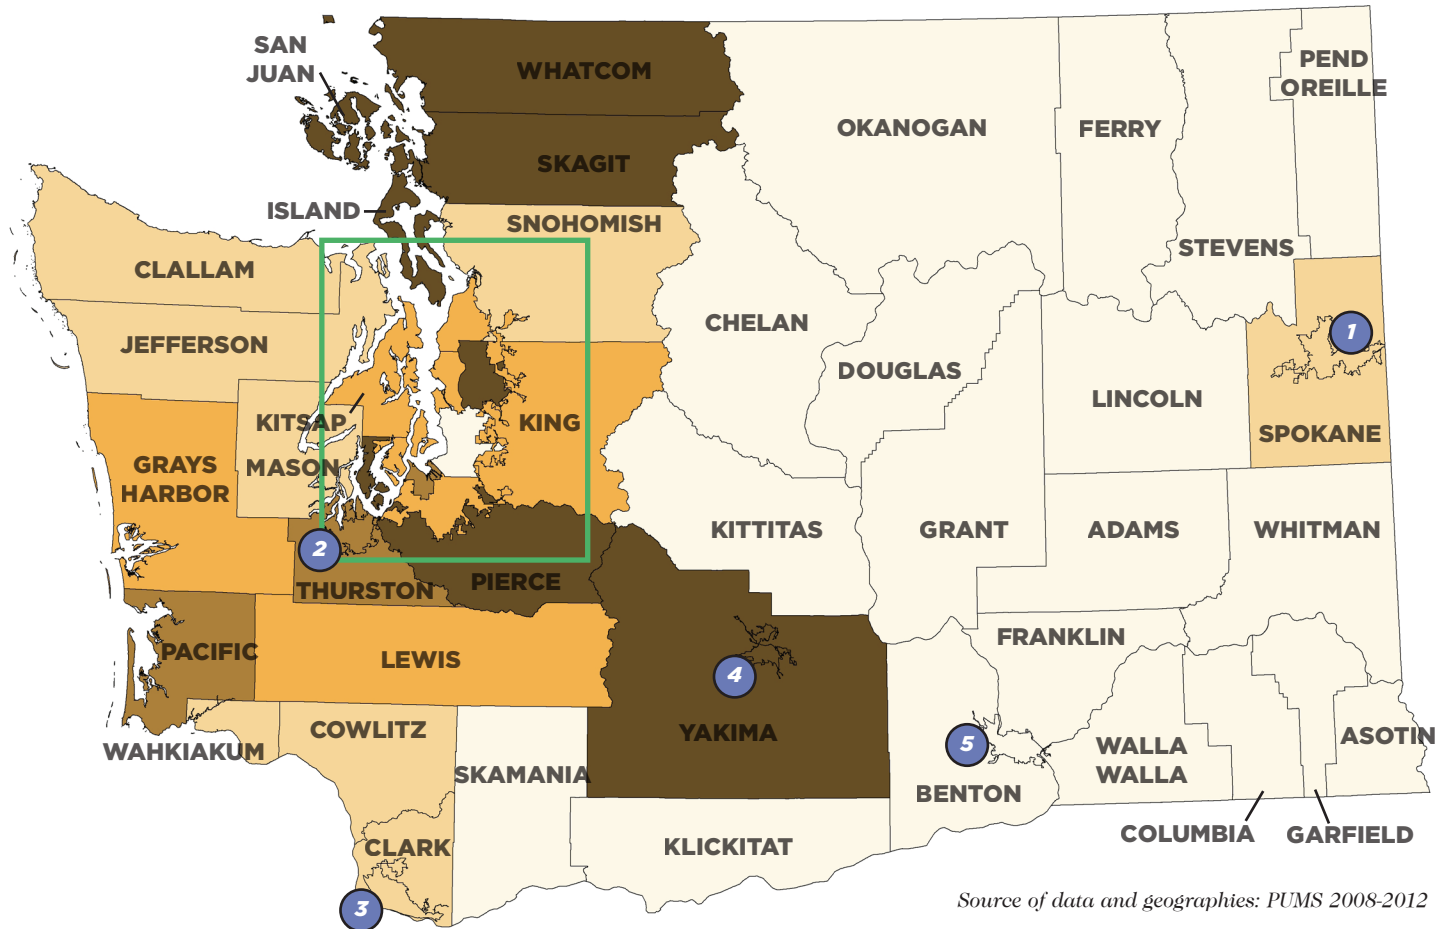 SAN
JUAN
WHATCOM
PEND
OREILLE
OKANOGAN
FERRY
SKAGIT
ISLAND
SNOHOMISH
STEVENS
CLALLAM
CHELAN
1
JEFFERSON
DOUGLAS
LINCOLN
KITSAP
KING
SPOKANE
GRAYS
HARBOR
MASON
KITTITAS
GRANT
ADAMS
WHITMAN
2
THURSTON
PIERCE
FRANKLIN
PACIFIC
LEWIS
4
COWLITZ
YAKIMA
5
WAHKIAKUM
SKAMANIA
WALLA
WALLA
ASOTIN
BENTON
CLARK
KLICKITAT
COLUMBIA
GARFIELD
3
Source of data and geographies: PUMS 2008-2012